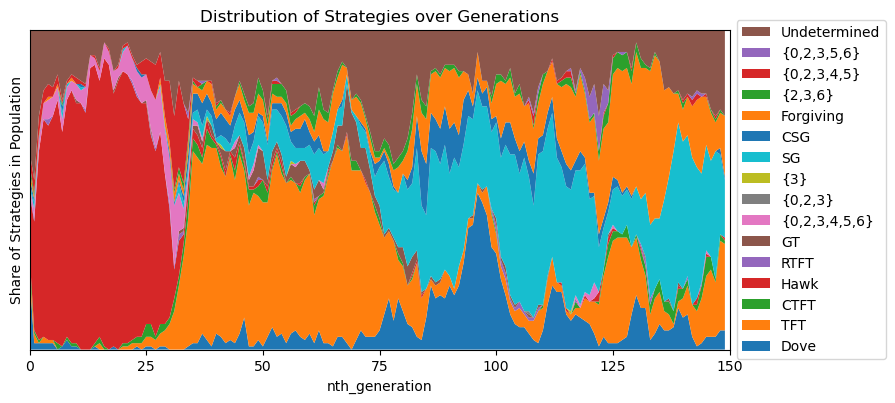 Distribution of Strategies over Generations
Share of Strategies in Population
0
25
50
75
100
125
150
nth_generation
Undetermined
{0,2,3,5,6}
{0,2,3,4,5}
{2,3,6}
Forgiving
CSG
SG
{3}
{0,2,3}
{0,2,3,4,5,6}
GT
RTFT
Hawk
CTFT
TFT
Dove